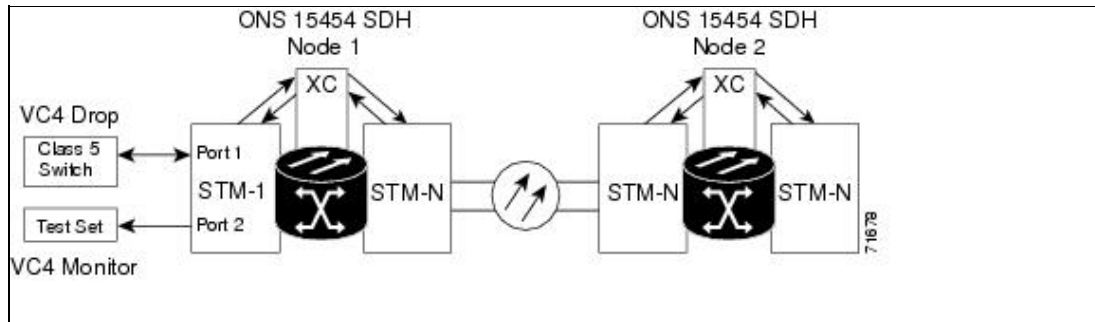 ONS 15454 SDH
Node 1
ONS 15454 SDH
Node 2
XC
XC
VC4 Drop
Class 5
Switch
Port 1
STM-1
STM-N
STM-N
STM-N
Test Set
Port 2
VC4 Monitor
71678